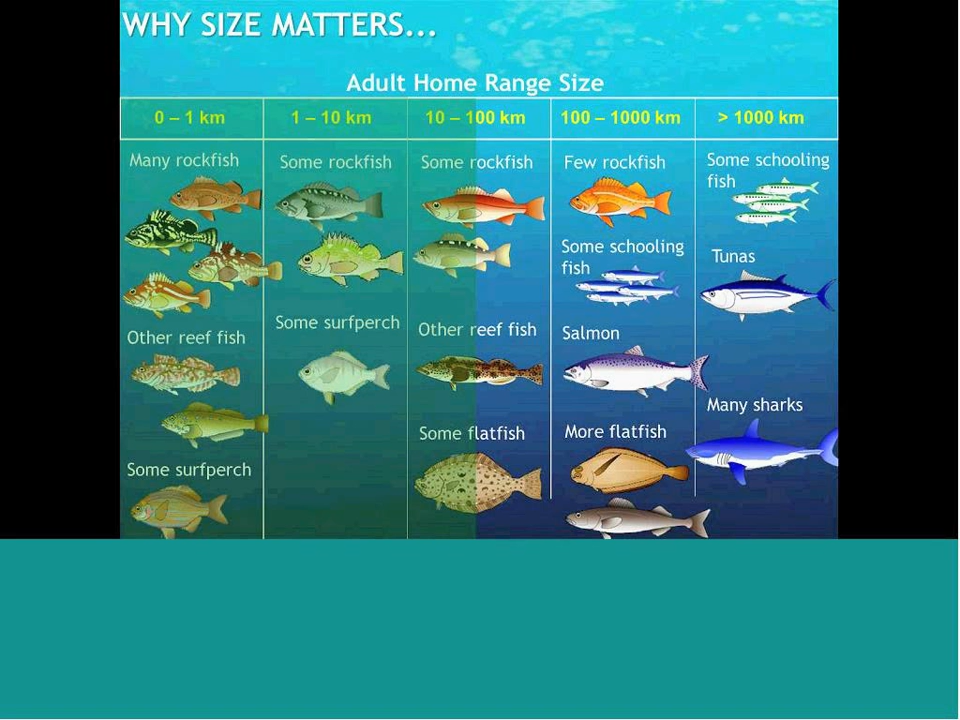 WHY SIZE MATTERS...
Adult Home Range Size
0 – 1 km
1 – 10 km
10 – 100 km
100 – 1000 km
> 1000 km
Many rockfish
Other reef fish
Some surfperch
Some rockfish
Some surfperch
Some rockfish
Other reef fish
Some flatfish
Few rockfish
Some schooling
fish
Salmon
More flatfish
Some schooling
fish
Tunas
Many sharks